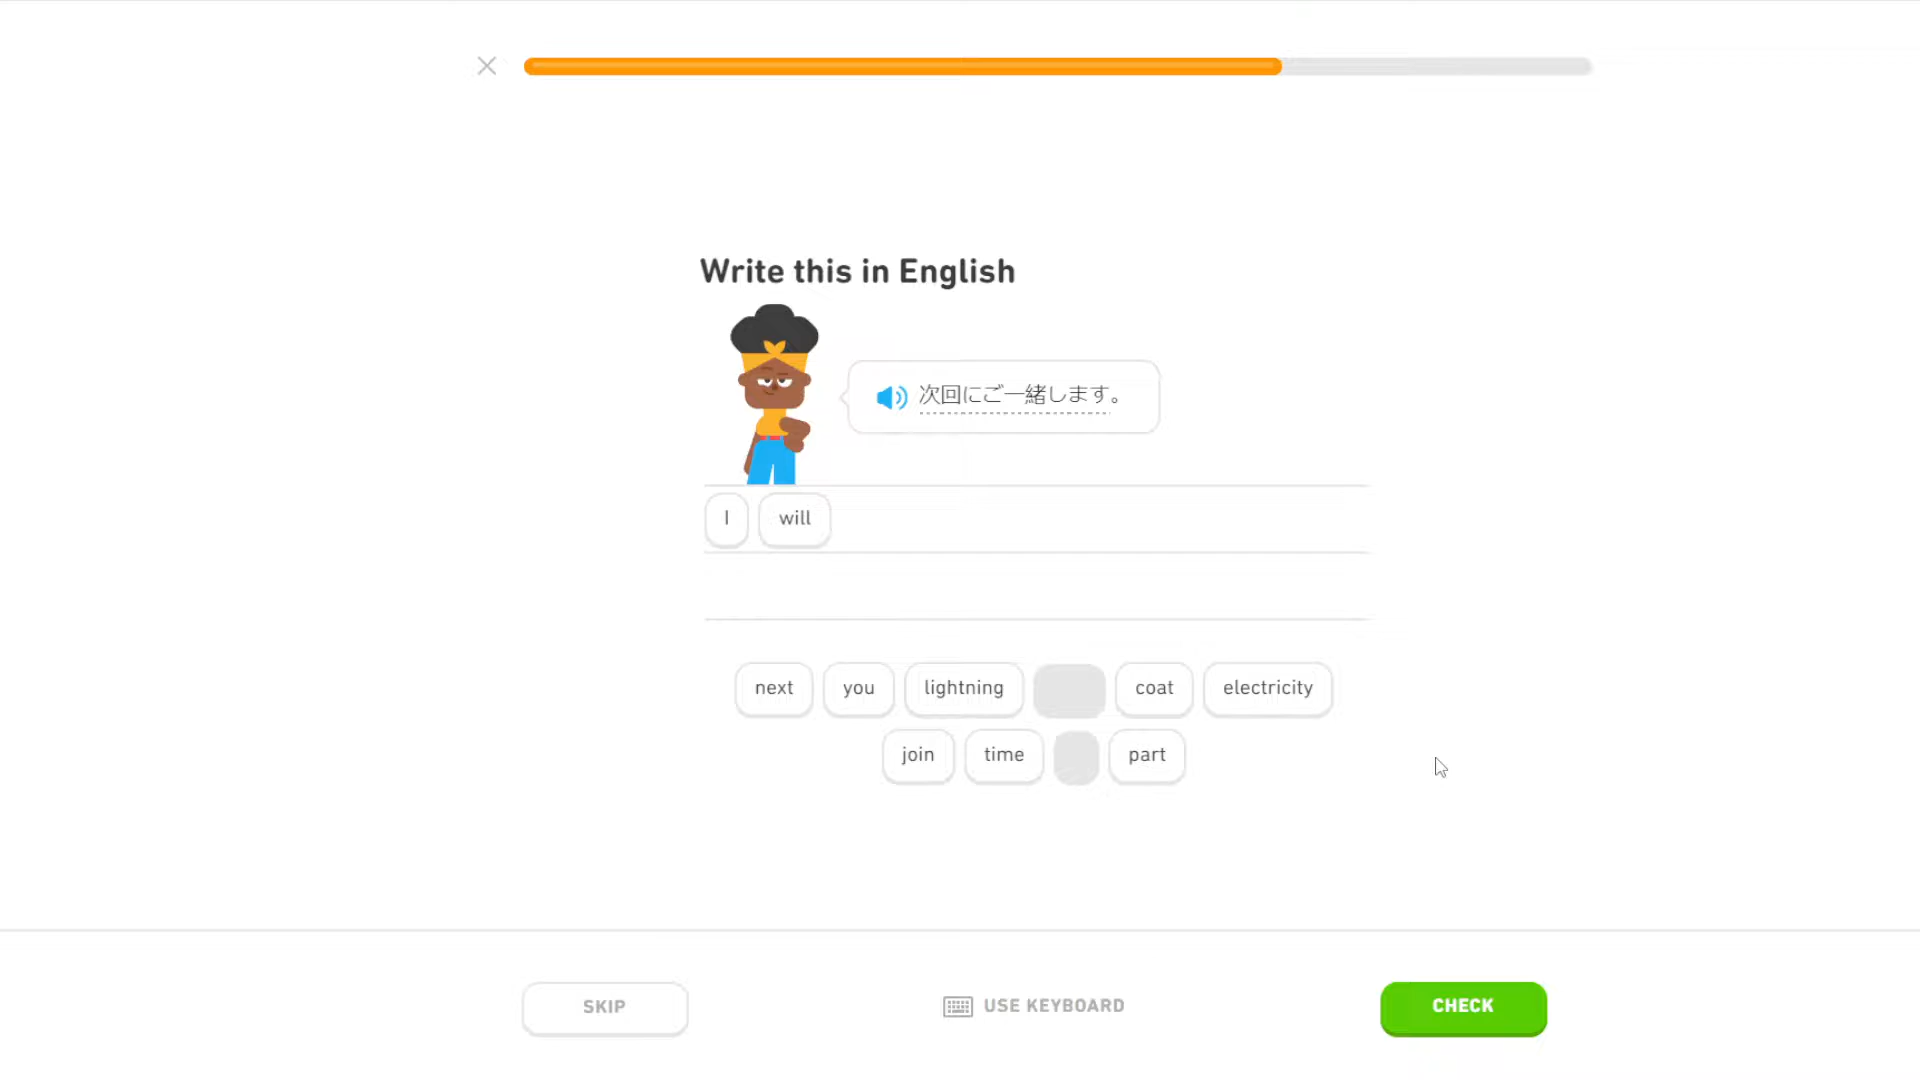 Write this in English
次回にご一緒します。
I will
next you lightning coat electricity
join time part
SKIP USE KEYBOARD CHECK